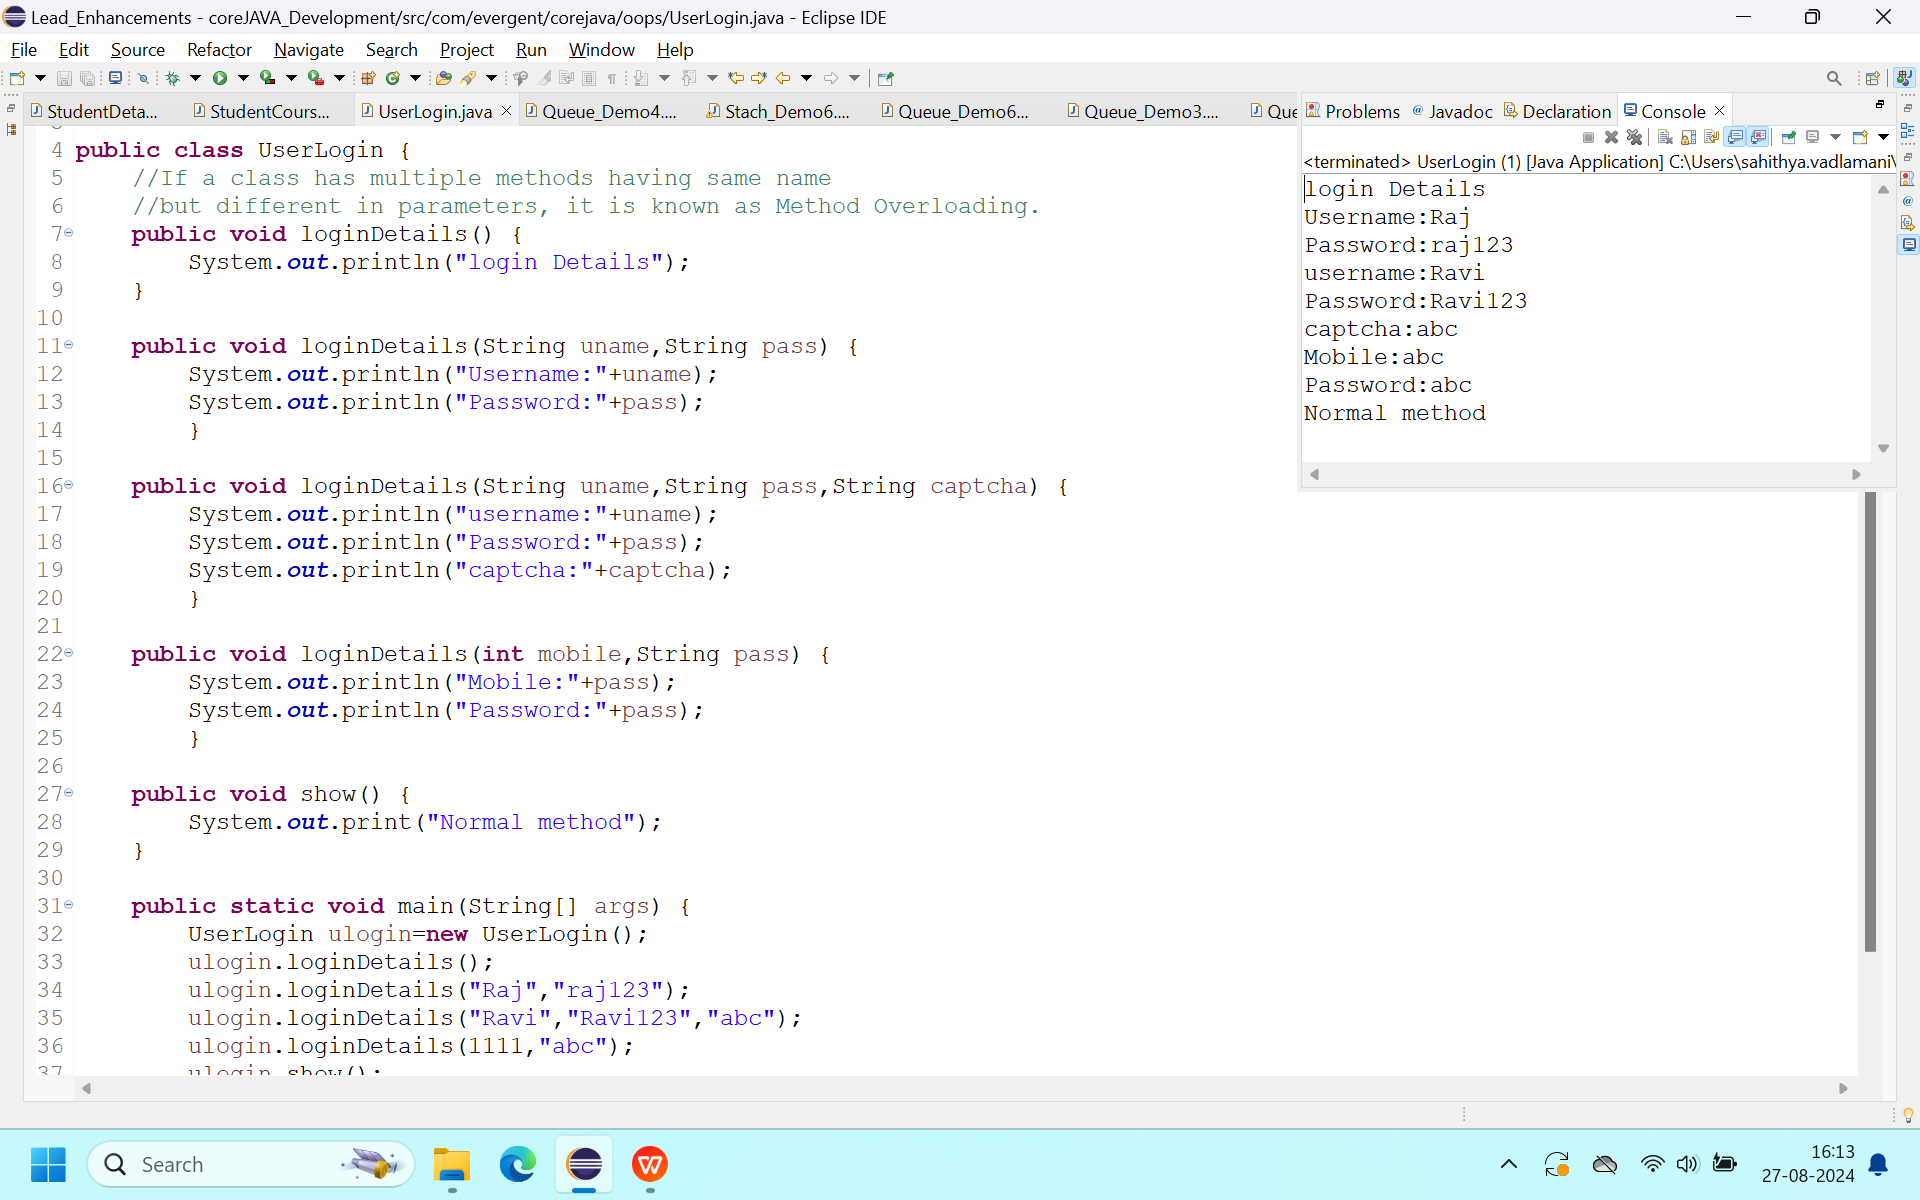 Lead_Enhancements - coreJAVA_Development/src/com/evergent/corejava/oops/UserLogin.java - Eclipse IDE
File Edit Source Refactor Navigate Search Project Run Window Help
StudentDeta... StudentCours... UserLogin.java Queue_Demo4.... Stach_Demo6.... Queue_Demo6... Queue_Demo3.... Que
Problems Javadoc Declaration Console
<terminated> UserLogin (1) [Java Application] C:\Users\sahithya.vadlamani\
4 public class UserLogin {
5 //If a class has multiple methods having same name
6 //but different in parameters, it is known as Method Overloading.
7 public void loginDetails() {
8 System.out.println("login Details");
9 }
10
11 public void loginDetails(String uname,String pass) {
12 System.out.println("Username:"+uname);
13 System.out.println("Password:"+pass);
14 }
15
16 public void loginDetails(String uname,String pass,String captcha) {
17 System.out.println("username:"+uname);
18 System.out.println("Password:"+pass);
19 System.out.println("captcha:"+captcha);
20 }
21
22 public void loginDetails(int mobile,String pass) {
23 System.out.println("Mobile:"+pass);
24 System.out.println("Password:"+pass);
25 }
26
27 public void show() {
28 System.out.print("Normal method");
29 }
30
31 public static void main(String[] args) {
32 UserLogin ulogin=new UserLogin();
33 ulogin.loginDetails();
34 ulogin.loginDetails("Raj","raj123");
35 ulogin.loginDetails("Ravi","Ravi123","abc");
36 ulogin.loginDetails(1111,"abc");
37 ulogin.show();
login Details
Username:Raj
Password:raj123
username:Ravi
Password:Ravi123
captcha:abc
Mobile:abc
Password:abc
Normal method
Search
16:13
27-08-2024